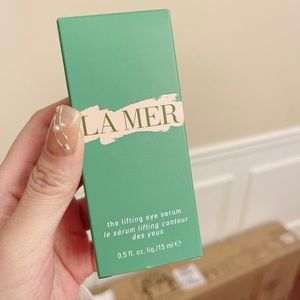 LA MER
the lifting eye serum
le sérum lifting contour
des yeux
0.5 fl. oz. liq./15 ml ℮